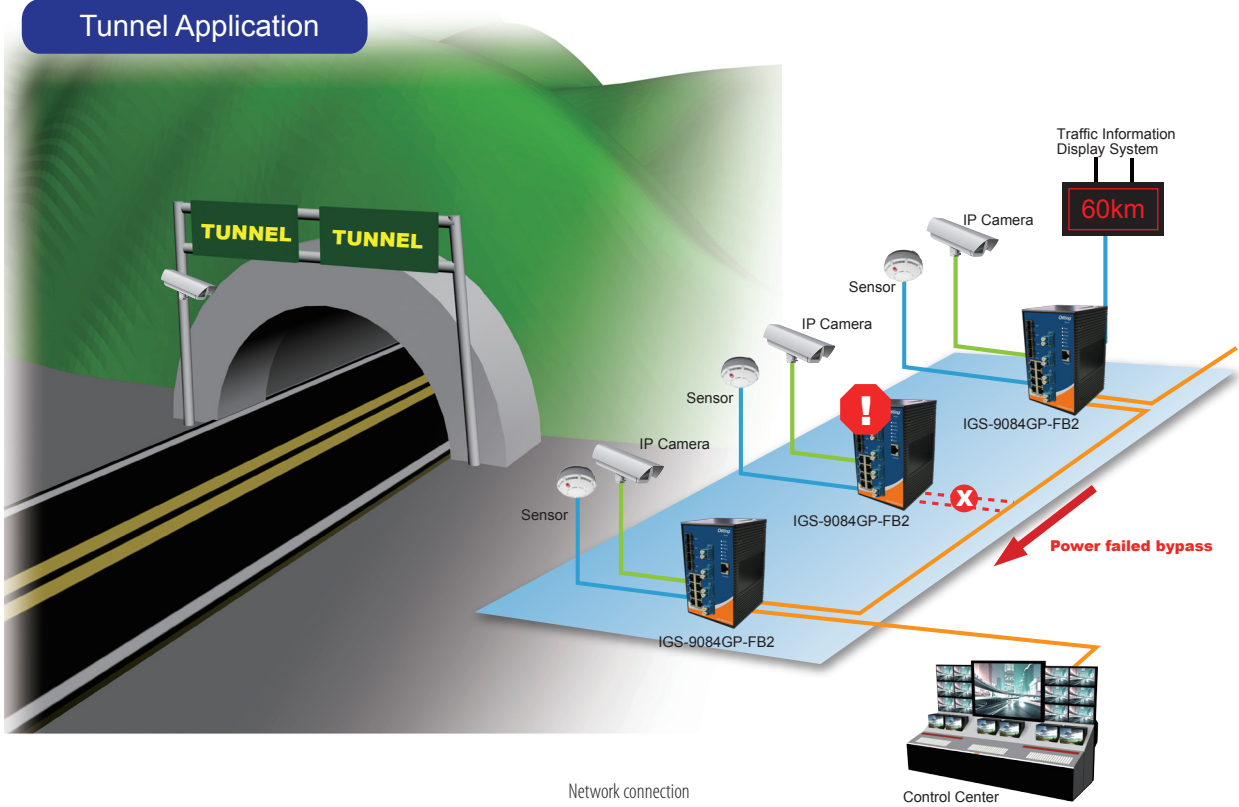 Tunnel Application
TUNNEL
TUNNEL
Traffic Information
Display System
60km
IP Camera
Sensor
IGS-9084GP-FB2
IP Camera
Sensor
!
IGS-9084GP-FB2
X
Power failed bypass
IP Camera
Sensor
IGS-9084GP-FB2
Control Center
Network connection